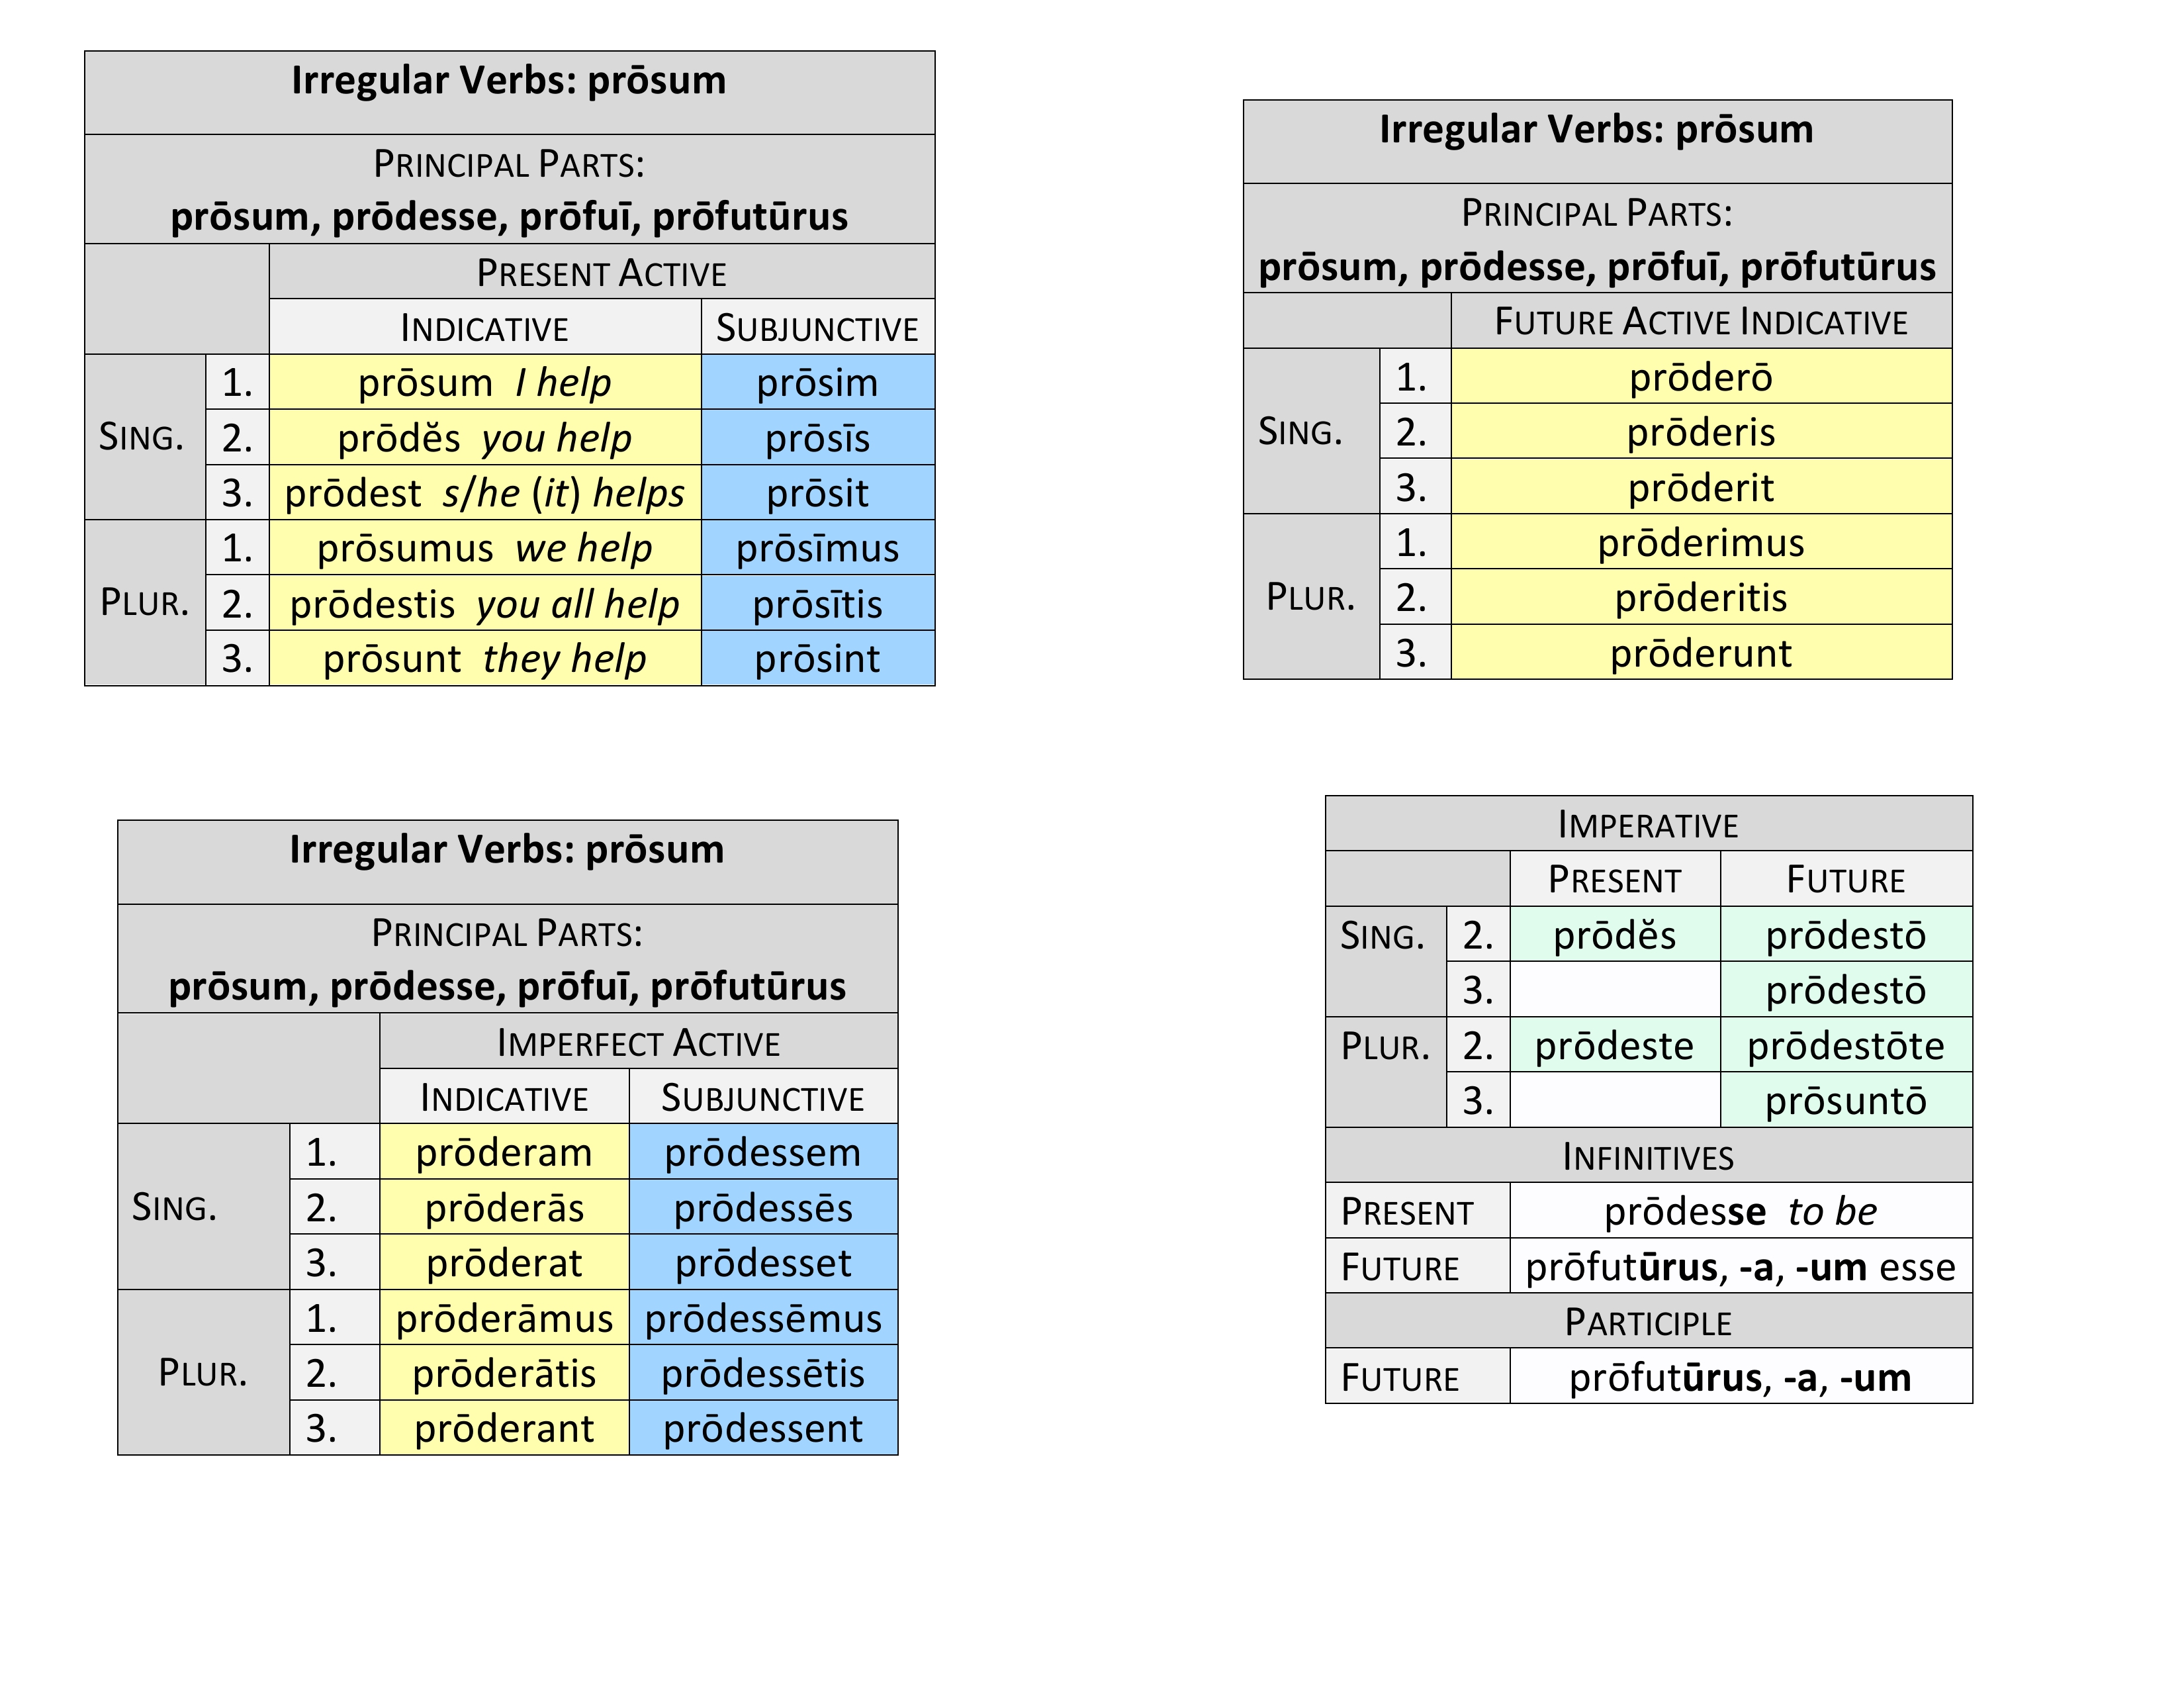 Irregular Verbs: prōsum
PRINCIPAL PARTS:
prōsum, prōdesse, prōfuī, prōfutūrus
PRESENT ACTIVE
INDICATIVE SUBJUNCTIVE
SING. 1. prōsum I help prōsim
2. prōdĕs you help prōsīs
3. prōdest s/he (it) helps prōsit
PLUR. 1. prōsumus we help prōsīmus
2. prōdestis you all help prōsītis
3. prōsunt they help prōsint
Irregular Verbs: prōsum
PRINCIPAL PARTS:
prōsum, prōdesse, prōfuī, prōfutūrus
FUTURE ACTIVE INDICATIVE
SING. 1. prōderō
2. prōderis
3. prōderit
PLUR. 1. prōderimus
2. prōderitis
3. prōderunt
Irregular Verbs: prōsum
PRINCIPAL PARTS:
prōsum, prōdesse, prōfuī, prōfutūrus
IMPERFECT ACTIVE
INDICATIVE SUBJUNCTIVE
SING. 1. prōderam prōdessem
2. prōderās prōdessēs
3. prōderat prōdesset
PLUR. 1. prōderāmus prōdessēmus
2. prōderātis prōdessētis
3. prōderant prōdessent
IMPERATIVE
PRESENT FUTURE
SING. 2. prōdĕs prōdestō
3. prōdestō
PLUR. 2. prōdeste prōdestōte
3. prōsuntō
INFINITIVES
PRESENT prōdesse to be
FUTURE prōfutūrus, -a, -um esse
PARTICIPLE
FUTURE prōfutūrus, -a, -um